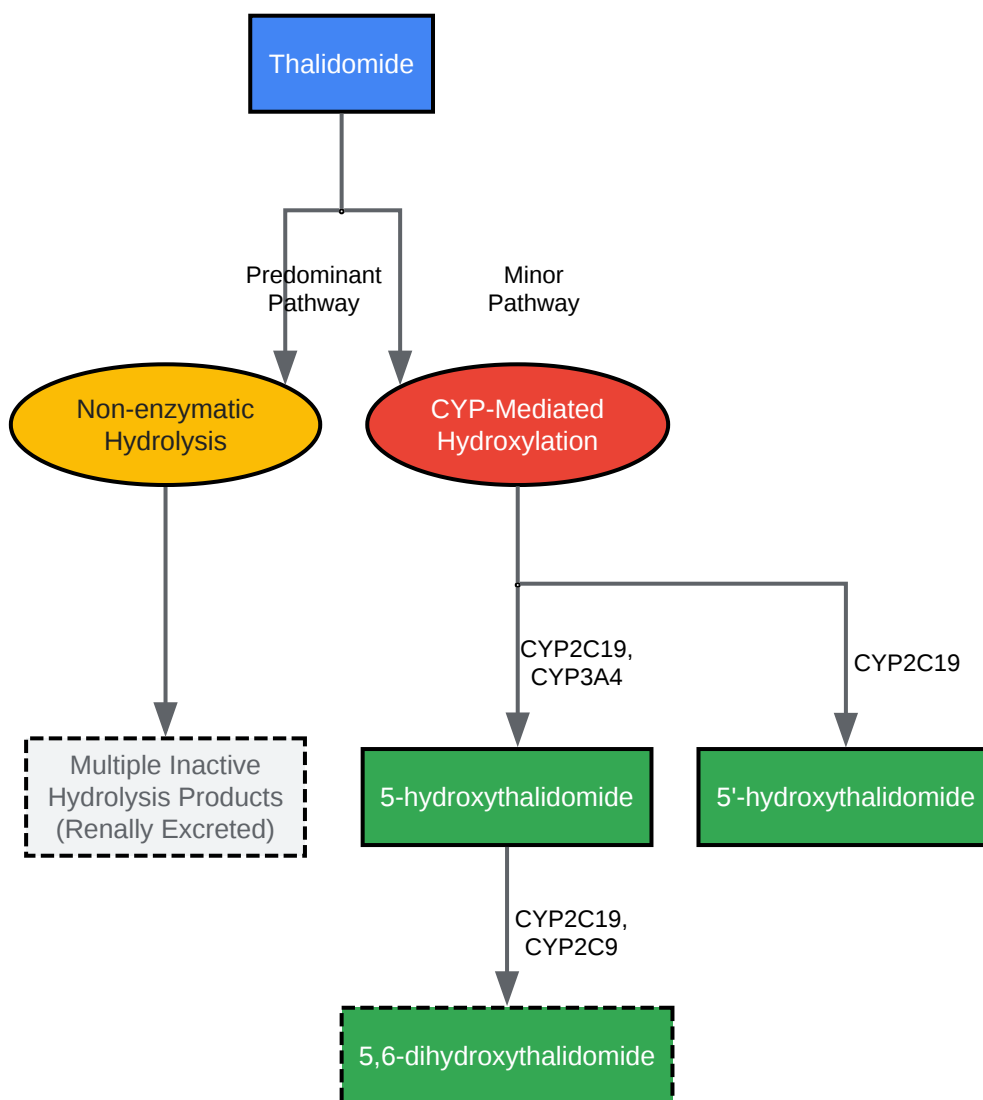 Thalidomide
Predominant
Pathway
Minor
Pathway
Non-enzymatic
Hydrolysis
CYP-Mediated
Hydroxylation
CYP2C19,
CYP3A4
CYP2C19
Multiple Inactive
Hydrolysis Products
(Renally Excreted)
5-hydroxythalidomide
5'-hydroxythalidomide
CYP2C19,
CYP2C9
5,6-dihydroxythalidomide